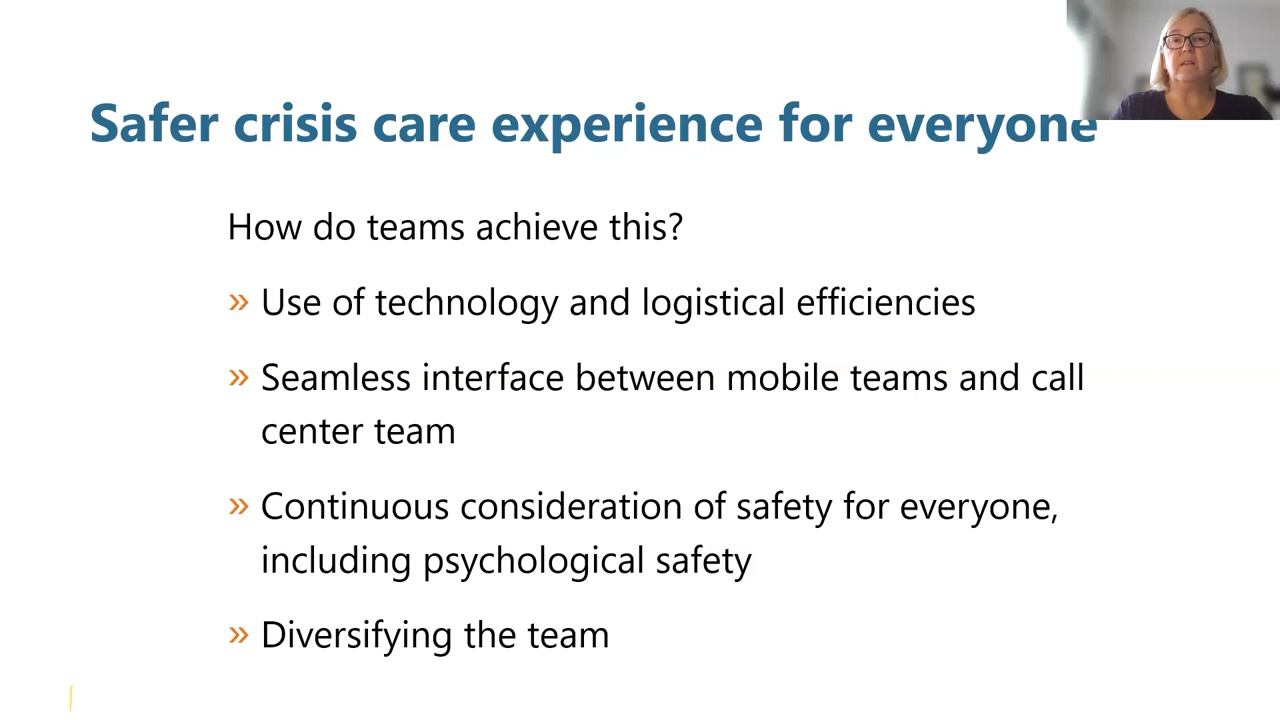 Safer crisis care experience for everyone
How do teams achieve this?
» Use of technology and logistical efficiencies
» Seamless interface between mobile teams and call
center team
» Continuous consideration of safety for everyone,
including psychological safety
» Diversifying the team